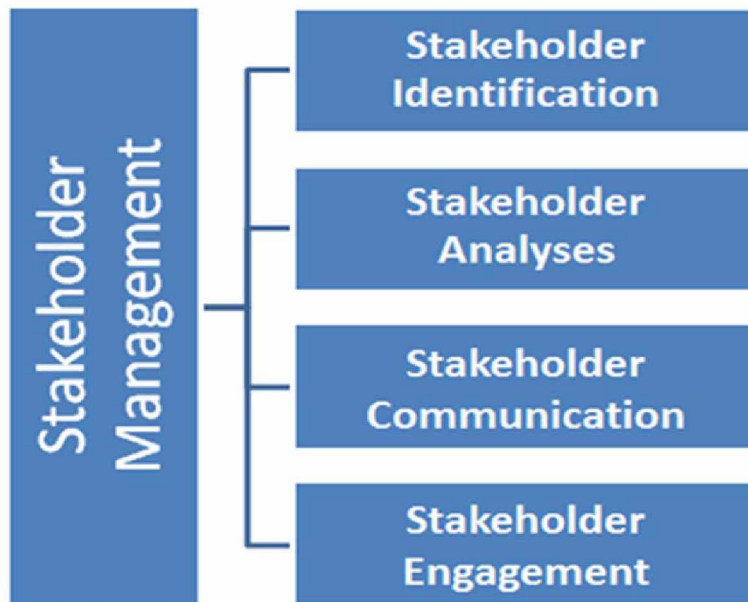 Stakeholder
Management
Stakeholder
Identification
Stakeholder
Analyses
Stakeholder
Communication
Stakeholder
Engagement